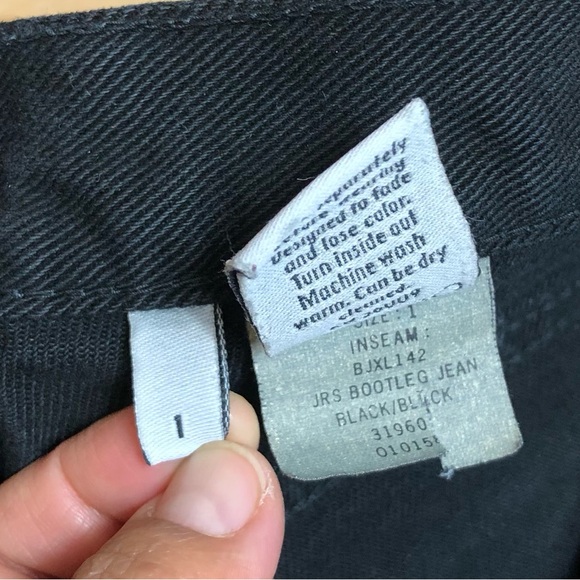 Designed to fade
and lose color.
Turn inside out
Machine wash
warm. Can be dry
cleaned.
SIZE: 1
INSEAM:
BJXL142
JRS BOOTLEG JEAN
BLACK/BLACK
31960
01015
1